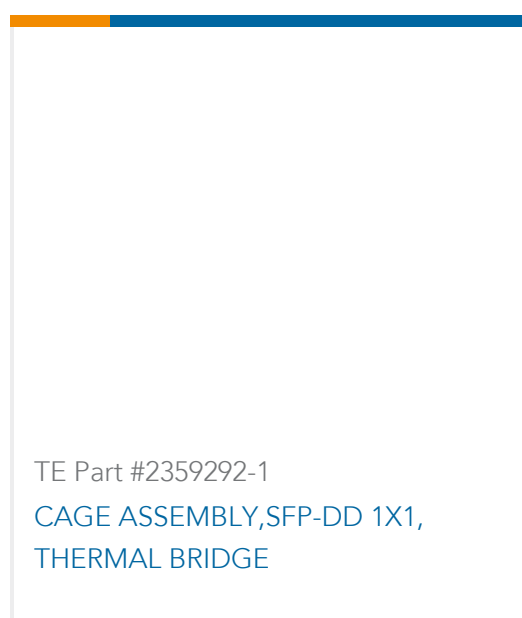 TE Part #2359292-1
CAGE ASSEMBLY,SFP-DD 1X1,
THERMAL BRIDGE